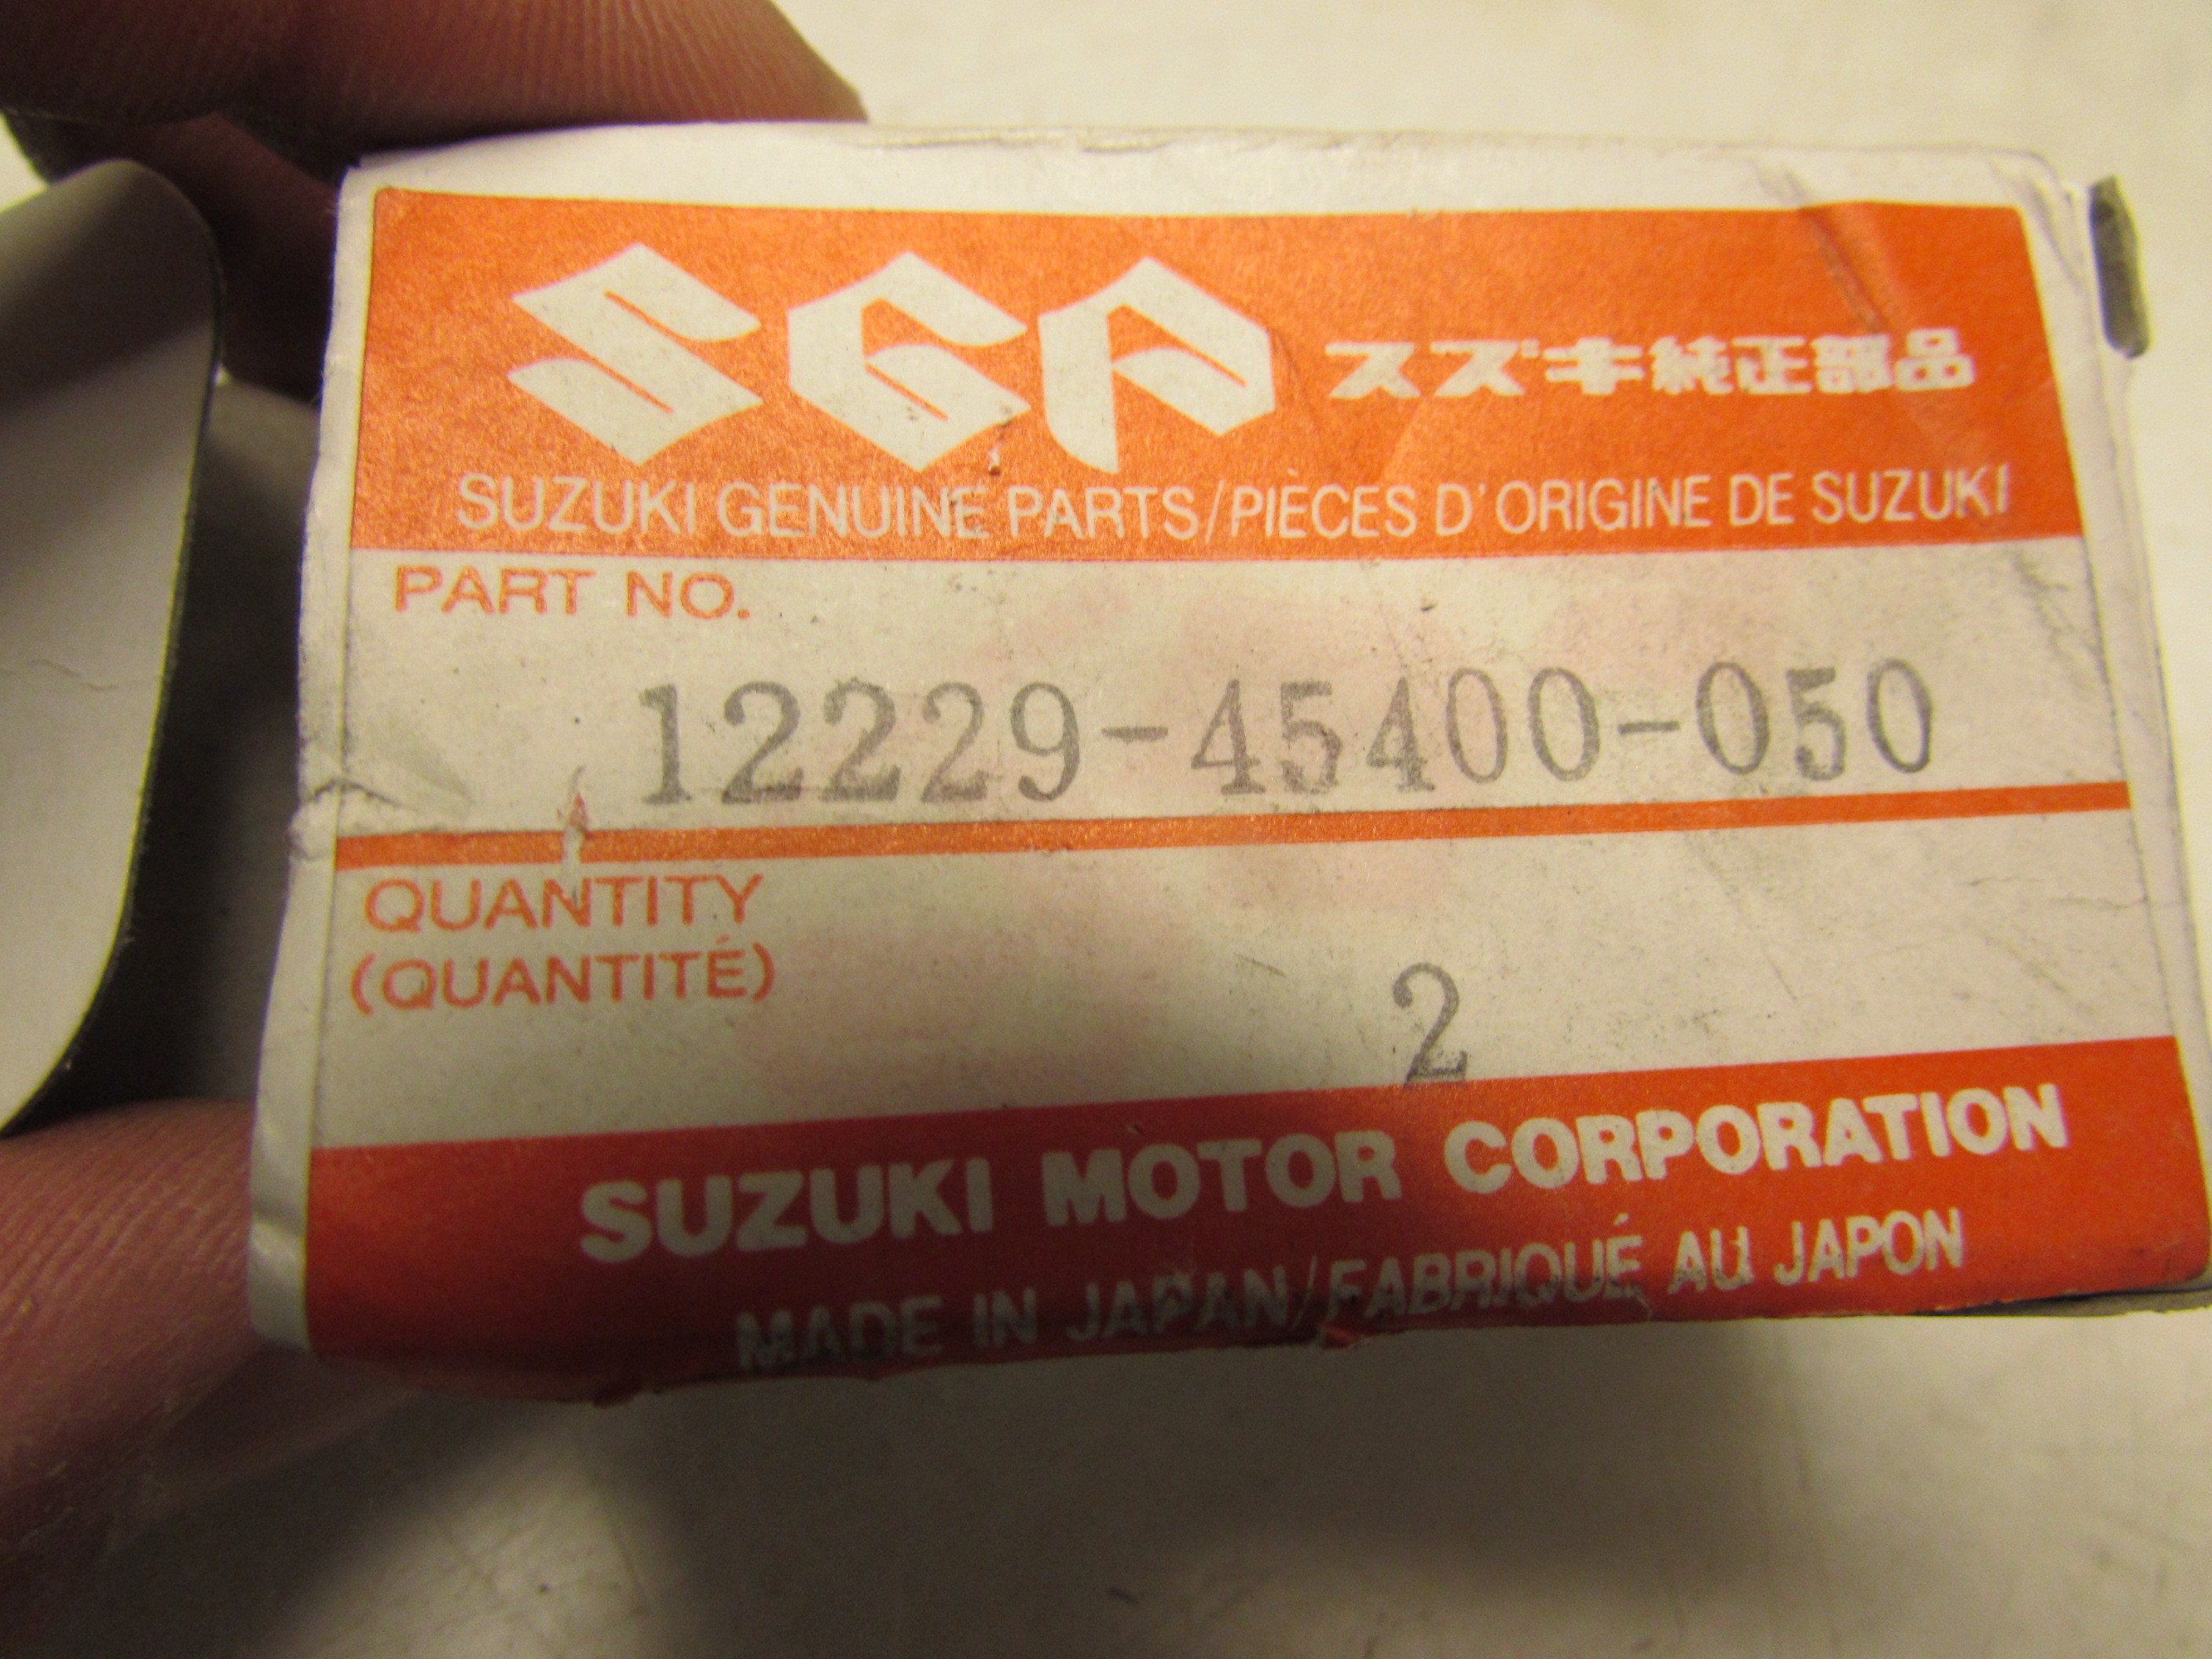 SGP スズキ純正部品
SUZUKI GENUINE PARTS/PIÈCES D'ORIGINE DE SUZUKI
PART NO.
12229-45400-050
QUANTITY
(QUANTITÉ)
2
SUZUKI MOTOR CORPORATION
MADE IN JAPAN/FABRIQUÉ AU JAPON